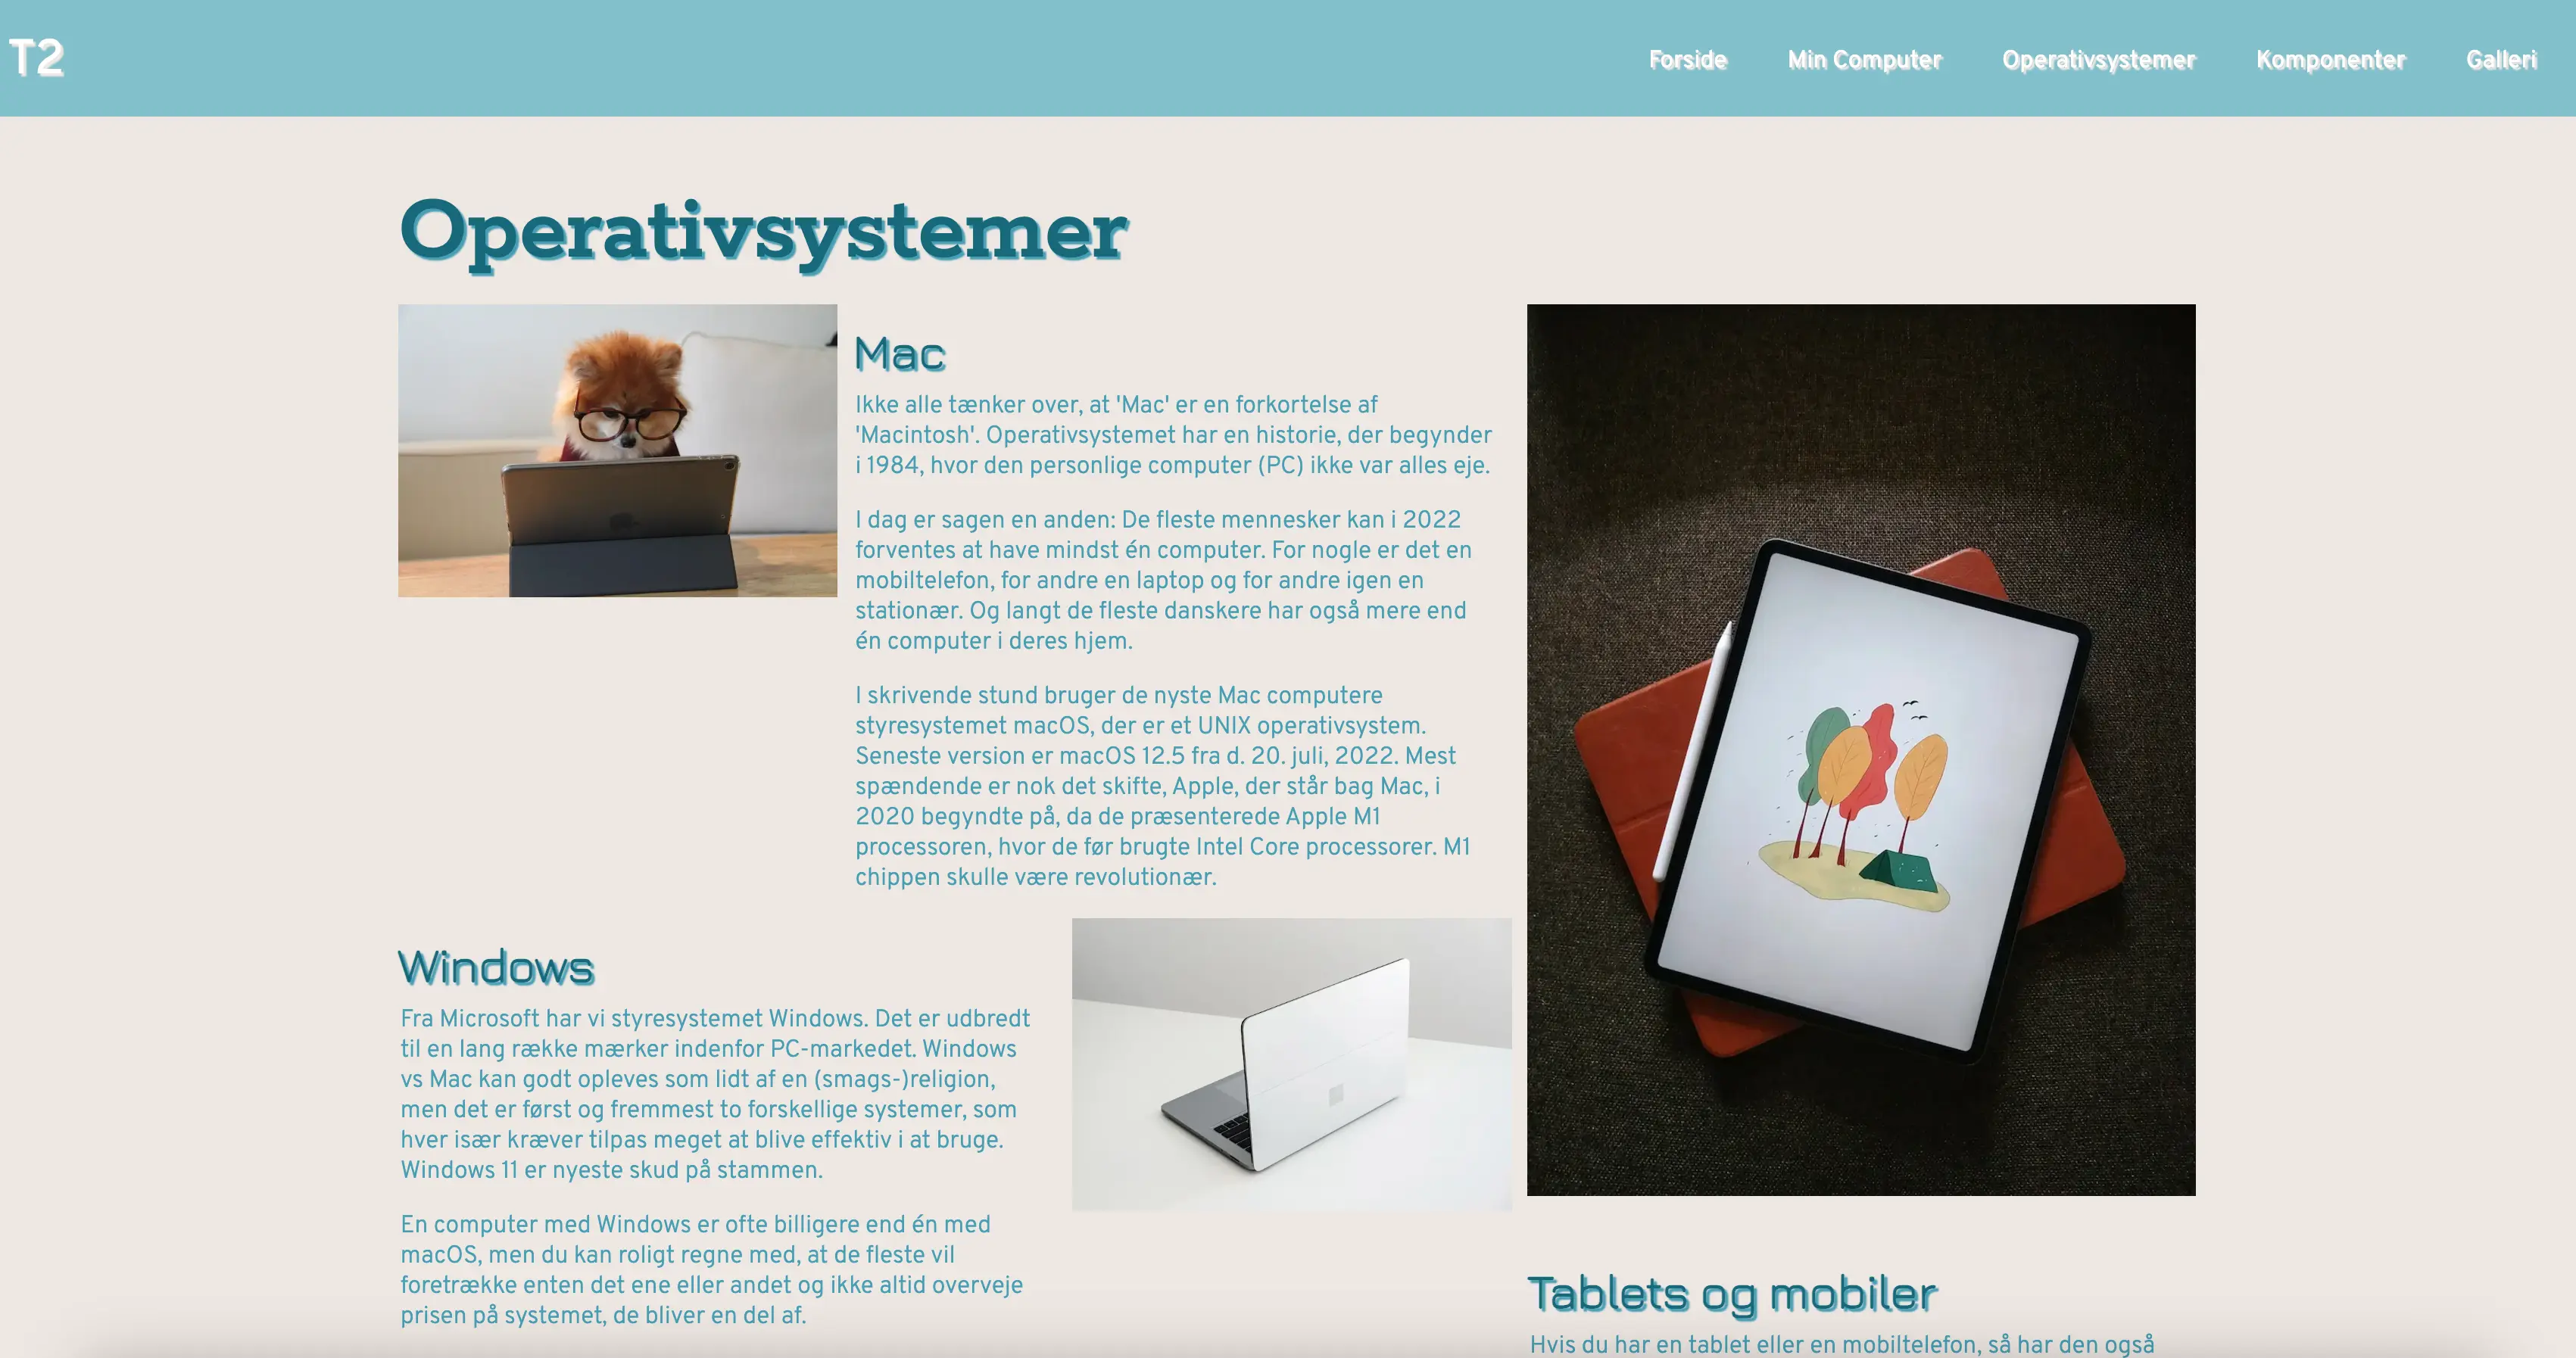 T2
Forside
Min Computer
Operativsystemer
Komponenter
Galleri
Operativsystemer
Mac
Ikke alle tænker over, at 'Mac' er en forkortelse af
'Macintosh'. Operativsystemet har en historie, der begynder
i 1984, hvor den personlige computer (PC) ikke var alles eje.
I dag er sagen en anden: De fleste mennesker kan i 2022
forventes at have mindst én computer. For nogle er det en
mobiltelefon, for andre en laptop og for andre igen en
stationær. Og langt de fleste danskere har også mere end
én computer i deres hjem.
I skrivende stund bruger de nyste Mac computere
styresystemet macOS, der er et UNIX operativsystem.
Seneste version er macOS 12.5 fra d. 20. juli, 2022. Mest
spændende er nok det skifte, Apple, der står bag Mac, i
2020 begyndte på, da de præsenterede Apple M1
processoren, hvor de før brugte Intel Core processorer. M1
chippen skulle være revolutionær.
Windows
Fra Microsoft har vi styresystemet Windows. Det er udbredt
til en lang række mærker indenfor PC-markedet. Windows
vs Mac kan godt opleves som lidt af en (smags-)religion,
men det er først og fremmest to forskellige systemer, som
hver især kræver tilpas meget at blive effektiv i at bruge.
Windows 11 er nyeste skud på stammen.
En computer med Windows er ofte billigere end én med
macOS, men du kan roligt regne med, at de fleste vil
foretrække enten det ene eller andet og ikke altid overveje
prisen på systemet, de bliver en del af.
Tablets og mobiler
Hvis du har en tablet eller en mobiltelefon, så har den også